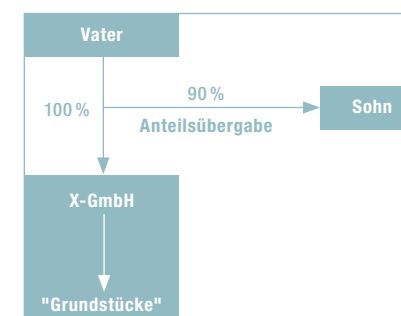 Vater
90 %
100 %
Sohn
Anteilsübergabe
X-GmbH
"Grundstücke"